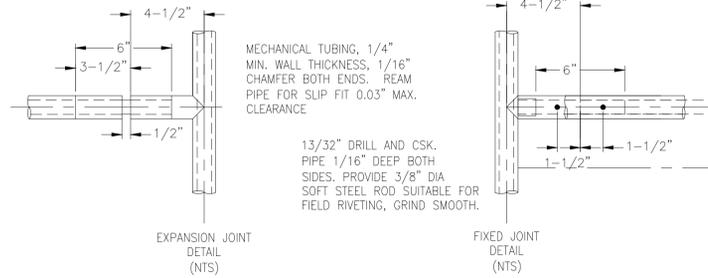 4-1/2"
6"
3-1/2"
1/2"
MECHANICAL TUBING, 1/4"
MIN. WALL THICKNESS, 1/16"
CHAMFER BOTH ENDS. REAM
PIPE FOR SLIP FIT 0.03" MAX.
CLEARANCE
13/32" DRILL AND CSK.
PIPE 1/16" DEEP BOTH
SIDES. PROVIDE 3/8" DIA
SOFT STEEL ROD SUITABLE FOR
FIELD RIVETING, GRIND SMOOTH.
EXPANSION JOINT
DETAIL
(NTS)
4-1/2"
6"
1-1/2"
1-1/2"
FIXED JOINT
DETAIL
(NTS)